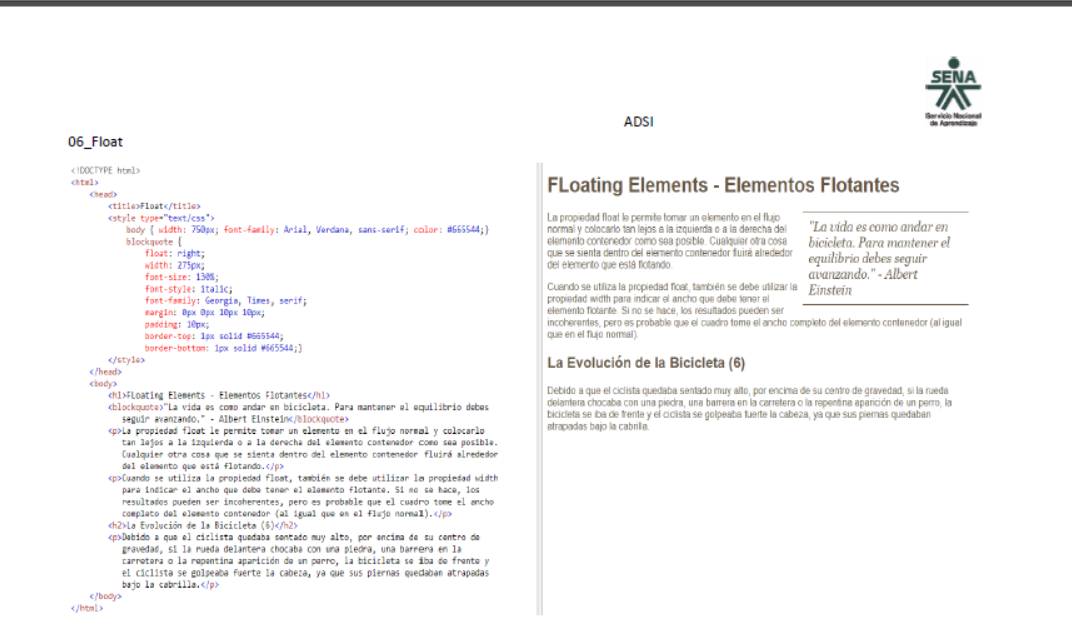 SENA
Servicio Nacional
de Aprendizaje
ADSI
06_Float
<!DOCTYPE html>
<html>
<head>
<title>Float</title>
<style type="text/css">
body { width: 750px; font-family: Arial, Verdana, sans-serif; color: #665544;}
blockquote {
float: right;
width: 275px;
font-size: 130%;
font-style: italic;
font-family: Georgia, Times, serif;
margin: 0px 0px 10px 10px;
padding: 10px;
border-top: 1px solid #665544;
border-bottom: 1px solid #665544;}
</style>
</head>
<body>
<h1>FLoating Elements - Elementos Flotantes</h1>
<blockquote>"La vida es como andar en bicicleta. Para mantener el equilibrio debes
seguir avanzando." - Albert Einstein</blockquote>
<p>La propiedad float le permite tomar un elemento en el flujo normal y colocarlo
tan lejos a la izquierda o a la derecha del elemento contenedor como sea posible.
Cualquier otra cosa que se sienta dentro del elemento contenedor fluirá alrededor
del elemento que está flotando.</p>
<p>Cuando se utiliza la propiedad float, también se debe utilizar la propiedad width
para indicar el ancho que debe tener el elemento flotante. Si no se hace, los
resultados pueden ser incoherentes, pero es probable que el cuadro tome el ancho
completo del elemento contenedor (al igual que en el flujo normal).</p>
<h2>La Evolución de la Bicicleta (6)</h2>
<p>Debido a que el ciclista quedaba sentado muy alto, por encima de su centro de
gravedad, si la rueda delantera chocaba con una piedra, una barrera en la
carretera o la repentina aparición de un perro, la bicicleta se iba de frente y
el ciclista se golpeaba fuerte la cabeza, ya que sus piernas quedaban atrapadas
bajo la cabrilla.</p>
</body>
</html>
FLoating Elements - Elementos Flotantes
La propiedad float le permite tomar un elemento en el flujo
normal y colocarlo tan lejos a la izquierda o a la derecha del
elemento contenedor como sea posible. Cualquier otra cosa
que se sienta dentro del elemento contenedor fluirá alrededor
del elemento que está flotando.
"La vida es como andar en
bicicleta. Para mantener el
equilibrio debes seguir
avanzando." - Albert
Einstein
Cuando se utiliza la propiedad float, también se debe utilizar la
propiedad width para indicar el ancho que debe tener el
elemento flotante. Si no se hace, los resultados pueden ser
incoherentes, pero es probable que el cuadro tome el ancho completo del elemento contenedor (al igual
que en el flujo normal).
La Evolución de la Bicicleta (6)
Debido a que el ciclista quedaba sentado muy alto, por encima de su centro de gravedad, si la rueda
delantera chocaba con una piedra, una barrera en la carretera o la repentina aparición de un perro, la
bicicleta se iba de frente y el ciclista se golpeaba fuerte la cabeza, ya que sus piernas quedaban
atrapadas bajo la cabrilla.